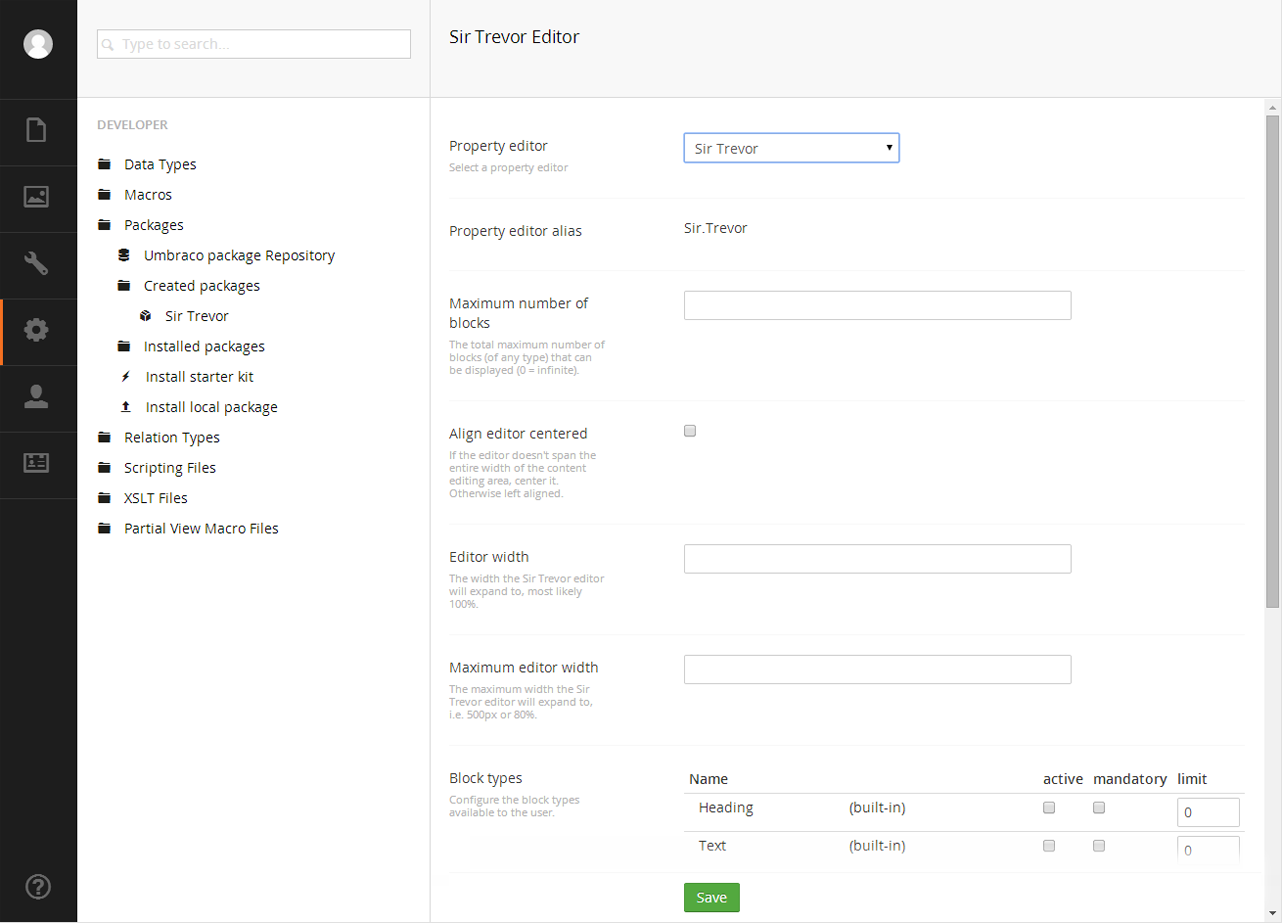 Type to search...
Sir Trevor Editor
DEVELOPER
Data Types
Macros
Packages
Umbraco package Repository
Created packages
Sir Trevor
Installed packages
Install starter kit
Install local package
Relation Types
Scripting Files
XSLT Files
Partial View Macro Files
Property editor
Select a property editor
Sir Trevor
Property editor alias
Sir.Trevor
Maximum number of
blocks
The total maximum number of
blocks (of any type) that can
be displayed (0 = infinite).
Align editor centered
If the editor doesn't span the
entire width of the content
editing area, center it.
Otherwise left aligned.
Editor width
The width the Sir Trevor editor
will expand to, most likely
100%.
Maximum editor width
The maximum width the Sir
Trevor editor will expand to,
i.e. 500px or 80%.
Block types
Configure the block types
available to the user.
Name active mandatory limit
Heading (built-in) 0
Text (built-in) 0
Save
?